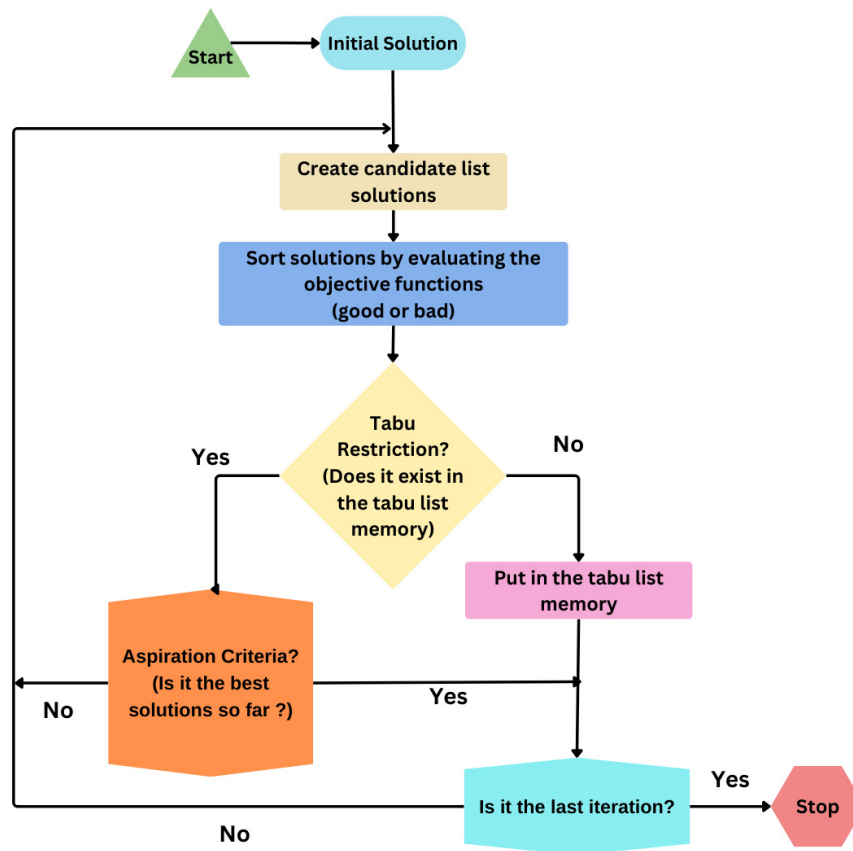 Start
Initial Solution
Create candidate list
solutions
Sort solutions by evaluating the
objective functions
(good or bad)
Tabu
Restriction?
(Does it exist in
the tabu list
memory)
Yes
No
Put in the tabu list
memory
Aspiration Criteria?
(Is it the best
solutions so far ?)
No
Yes
Is it the last iteration?
Yes
Stop
No